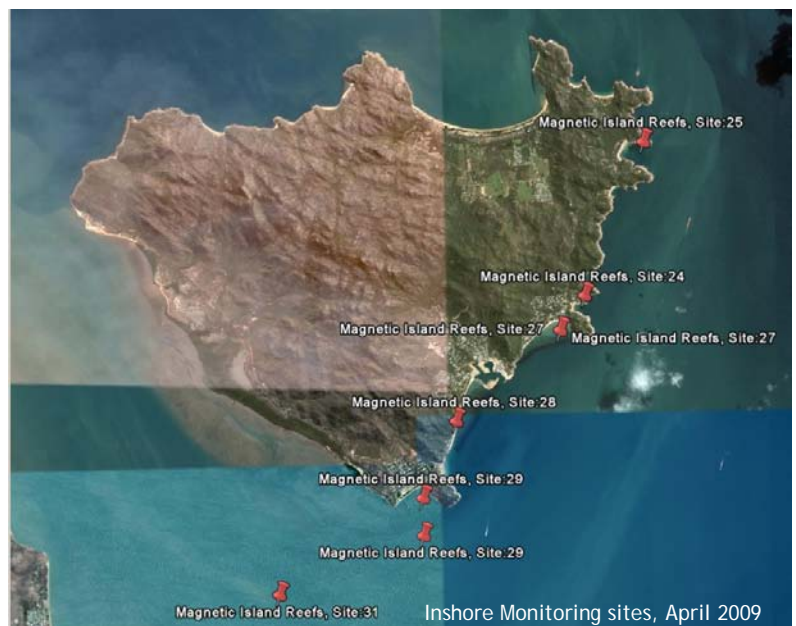 Magnetic Island Reefs, Site:25
Magnetic Island Reefs, Site:24
Magnetic Island Reefs, Site:27
Magnetic Island Reefs, Site:27
Magnetic Island Reefs, Site:28
Magnetic Island Reefs, Site:29
Magnetic Island Reefs, Site:29
Magnetic Island Reefs, Site:31
Inshore Monitoring sites, April 2009